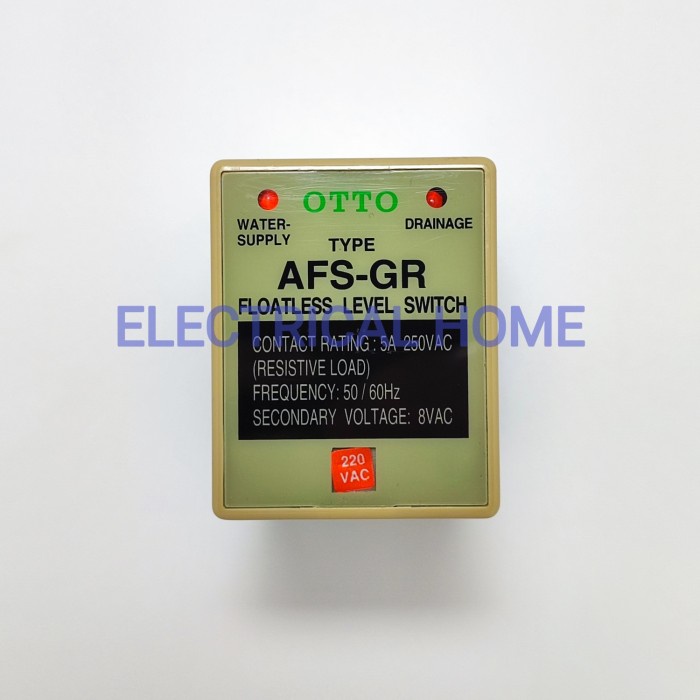 OTTO
WATER-
SUPPLY
DRAINAGE
TYPE
AFS-GR
FLOATLESS LEVEL SWITCH
ELECTRICAL HOME
CONTACT RATING : 5A 250VAC
(RESISTIVE LOAD)
FREQUENCY: 50 / 60Hz
SECONDARY VOLTAGE: 8VAC
220
VAC